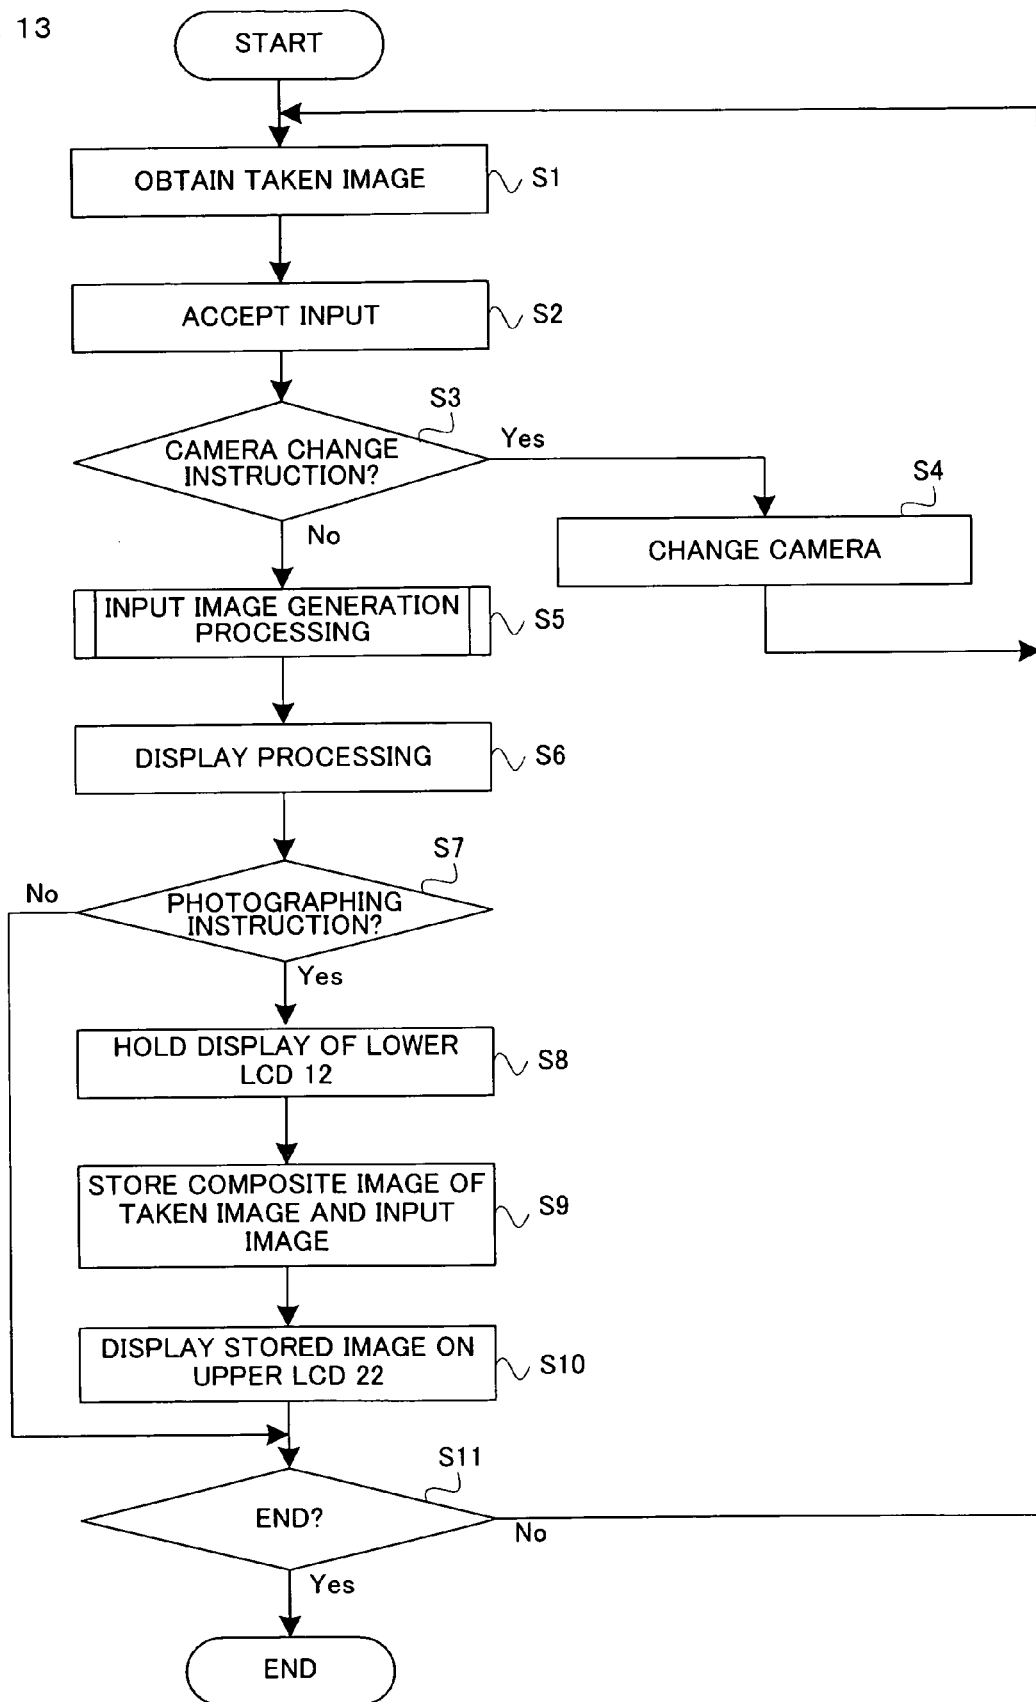 13
START
OBTAIN TAKEN IMAGE
S1
ACCEPT INPUT
S2
S3
CAMERA CHANGE
INSTRUCTION?
Yes
No
S4
CHANGE CAMERA
INPUT IMAGE GENERATION
PROCESSING
S5
DISPLAY PROCESSING
S6
S7
No
PHOTOGRAPHING
INSTRUCTION?
Yes
HOLD DISPLAY OF LOWER
LCD 12
S8
STORE COMPOSITE IMAGE OF
TAKEN IMAGE AND INPUT
IMAGE
S9
DISPLAY STORED IMAGE ON
UPPER LCD 22
S10
S11
END?
No
Yes
END